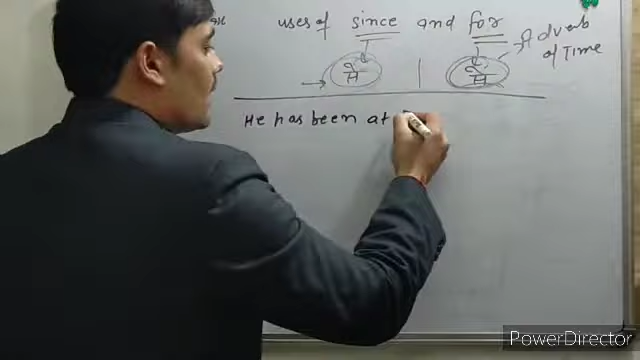 uses of since and for
Adverb
of Time
से से
He has been at
PowerDirector